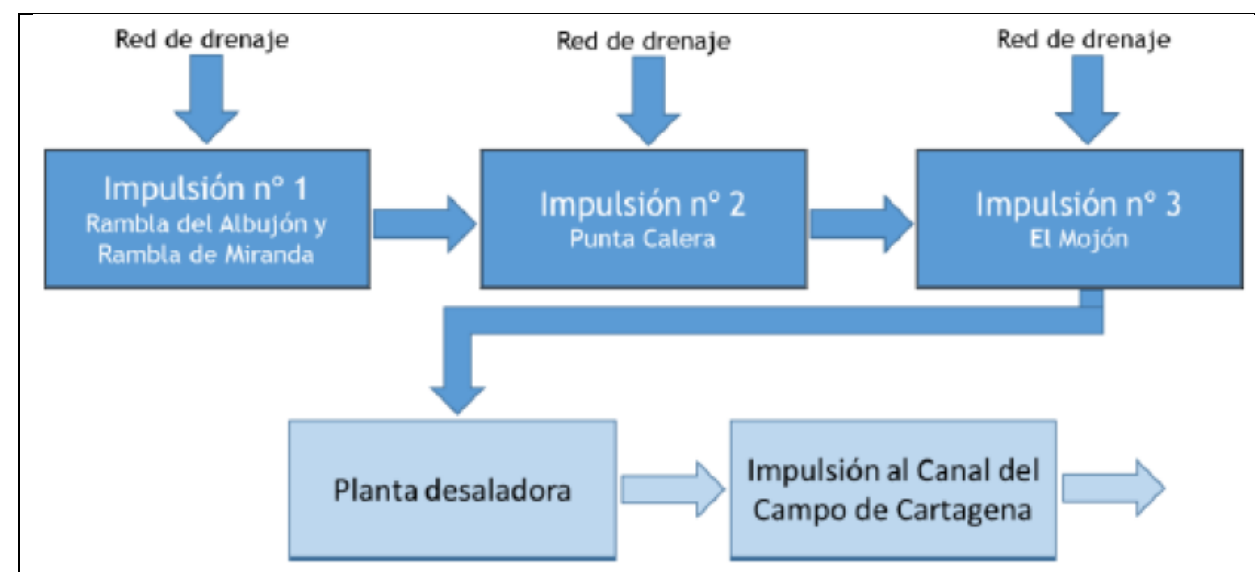 Red de drenaje
Red de drenaje
Red de drenaje
Impulsión nº 1
Rambla del Albujón y
Rambla de Miranda
Impulsión nº 2
Punta Calera
Impulsión nº 3
El Mojón
Planta desaladora
Impulsión al Canal del
Campo de Cartagena